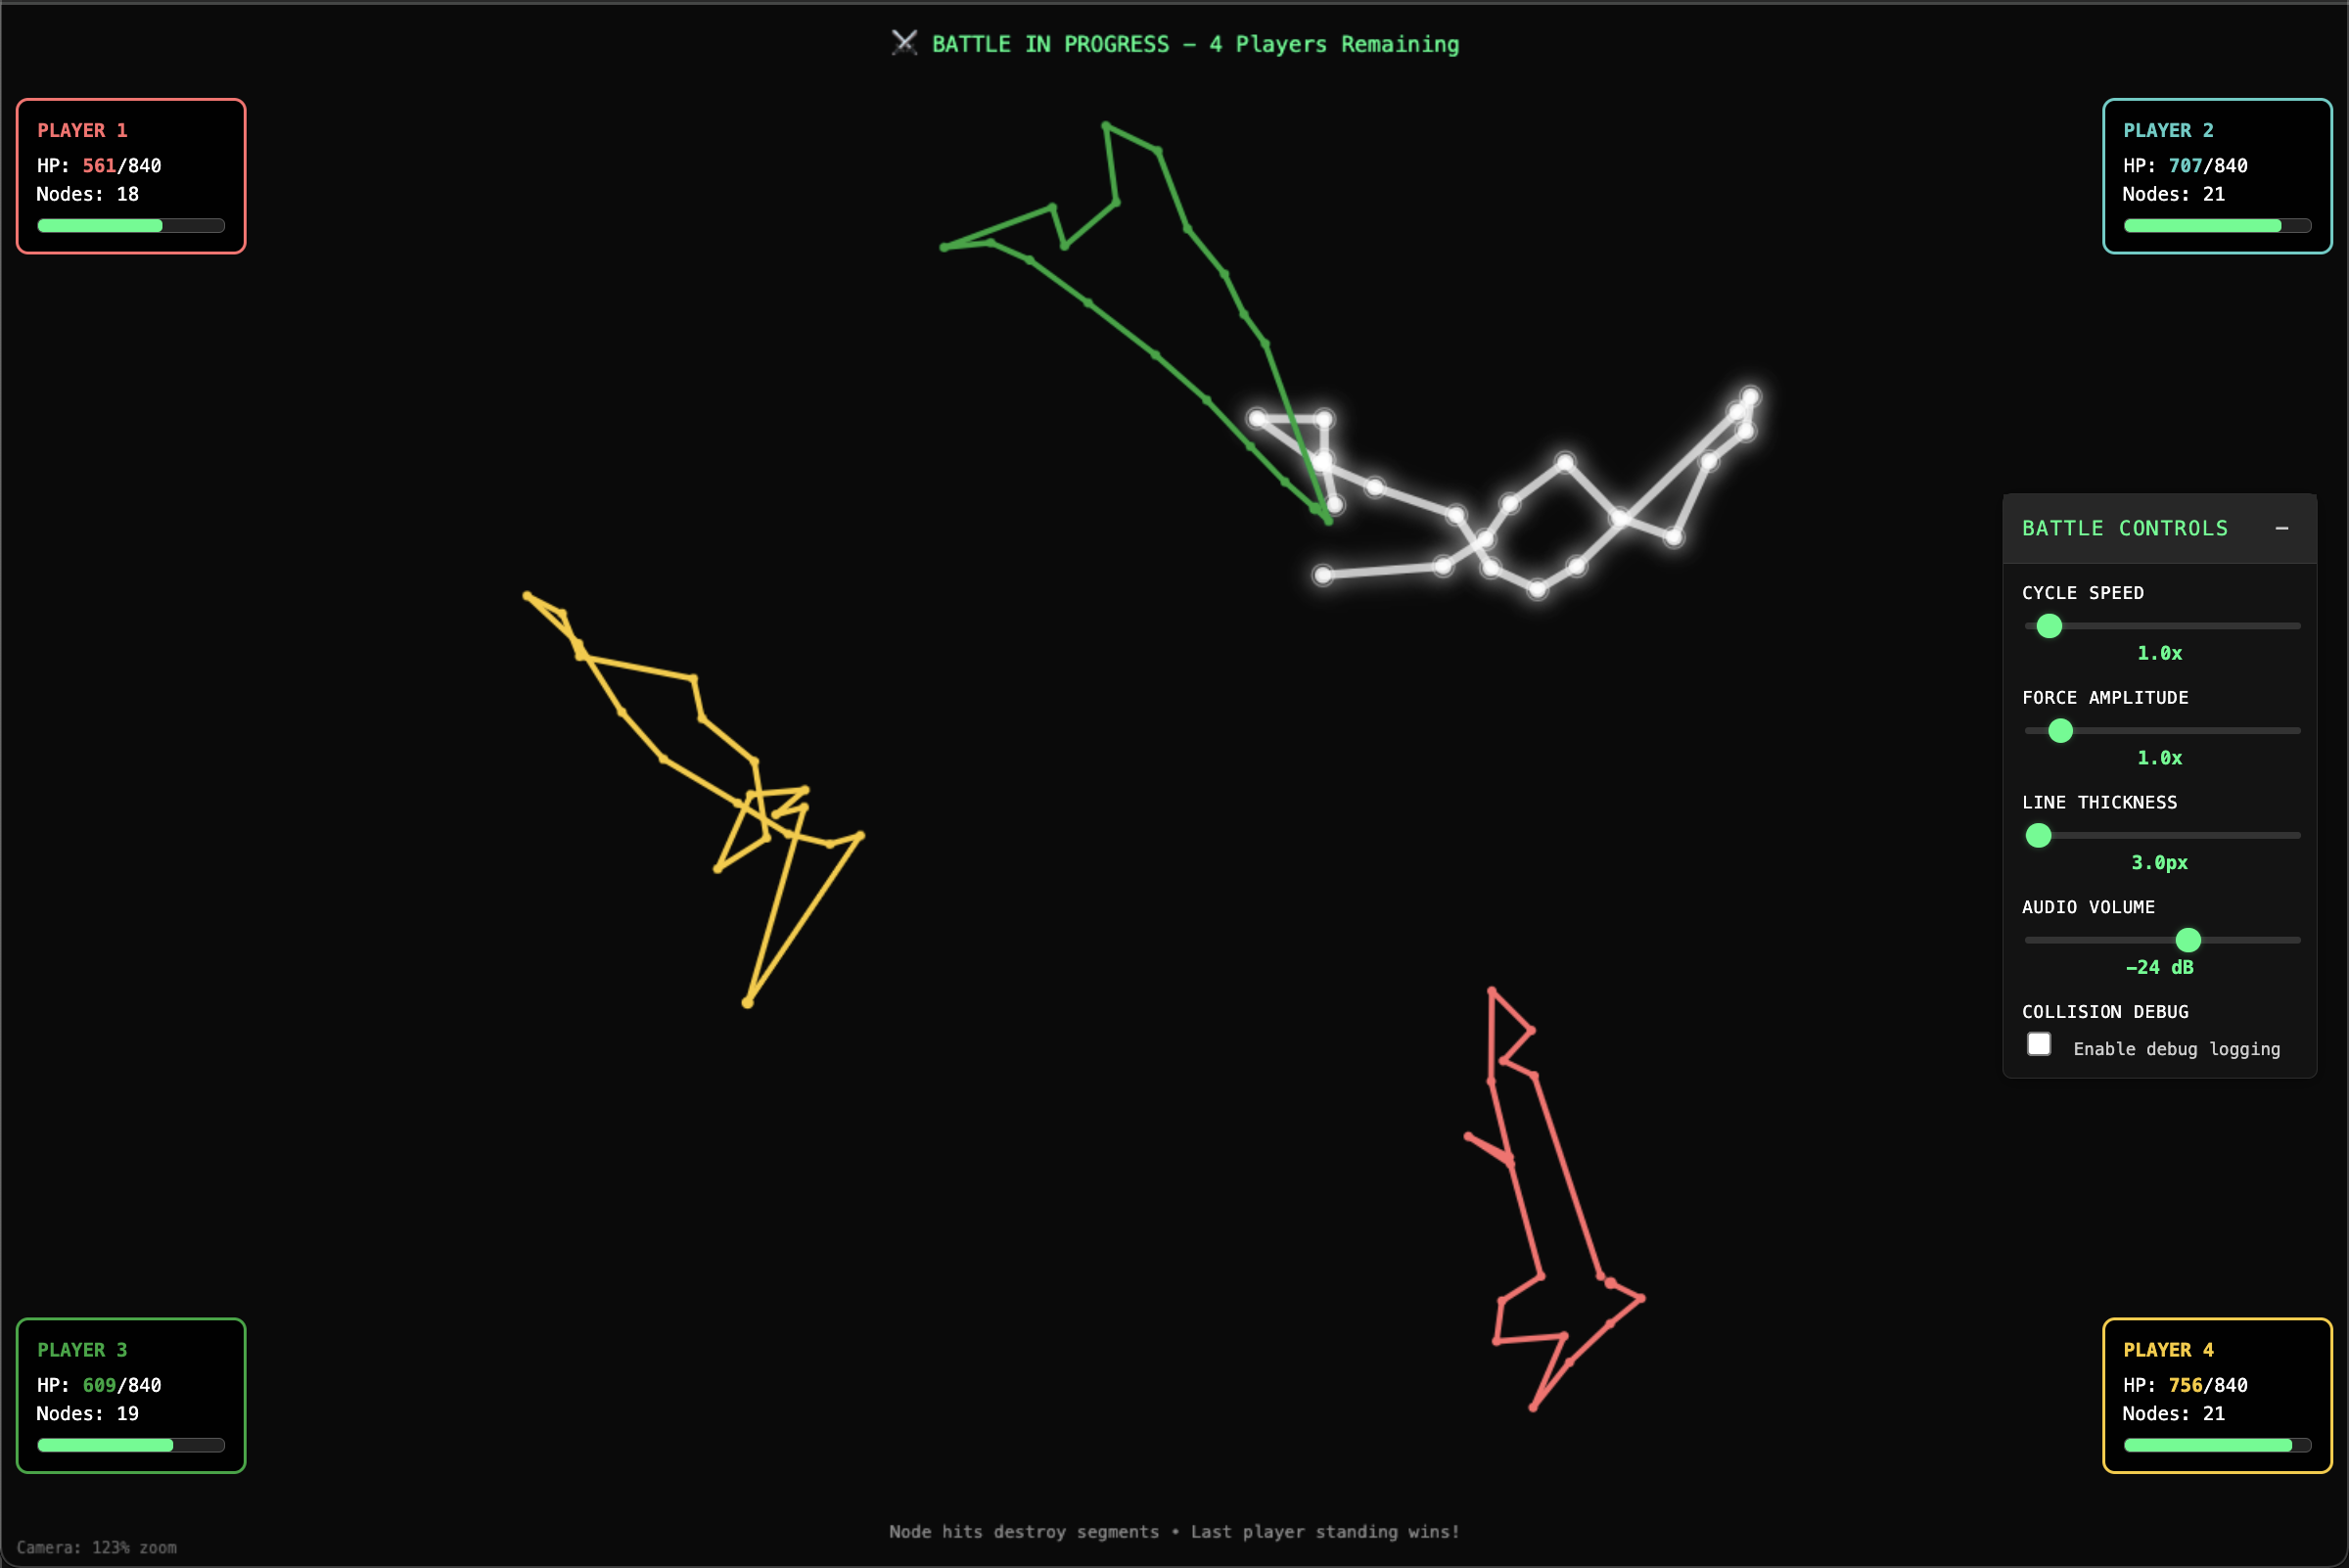 ⚔ BATTLE IN PROGRESS – 4 Players Remaining
PLAYER 1
HP: 561/840
Nodes: 18
PLAYER 2
HP: 707/840
Nodes: 21
BATTLE CONTROLS −
CYCLE SPEED
1.0x
FORCE AMPLITUDE
1.0x
LINE THICKNESS
3.0px
AUDIO VOLUME
−24 dB
COLLISION DEBUG
Enable debug logging
PLAYER 3
HP: 609/840
Nodes: 19
PLAYER 4
HP: 756/840
Nodes: 21
Node hits destroy segments • Last player standing wins!
Camera: 123% zoom